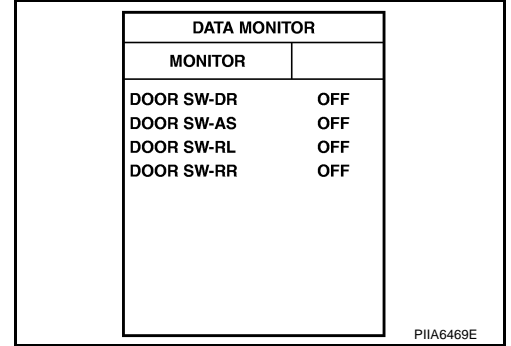 DATA MONITOR
MONITOR
DOOR SW-DR OFF
DOOR SW-AS OFF
DOOR SW-RL OFF
DOOR SW-RR OFF
PIIA6469E